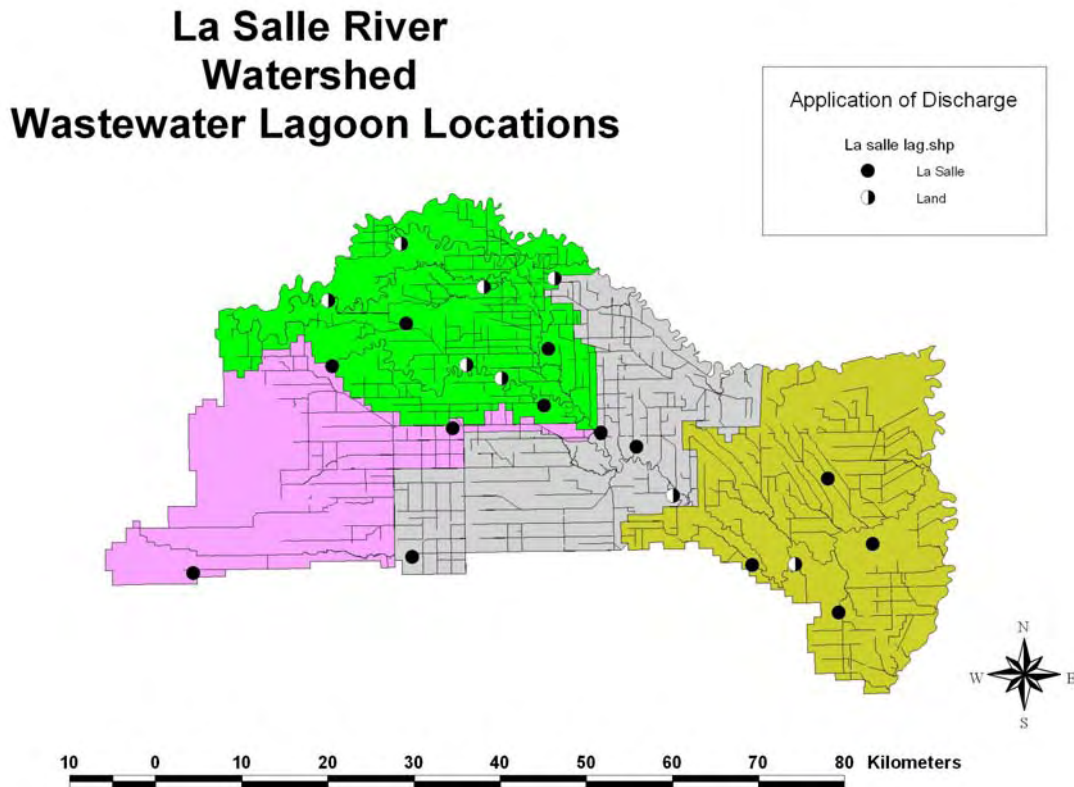 La Salle River
Watershed
Wastewater Lagoon Locations
Application of Discharge
La salle lag.shp
La Salle
Land
N
W E
S
10 0 10 20 30 40 50 60 70 80 Kilometers